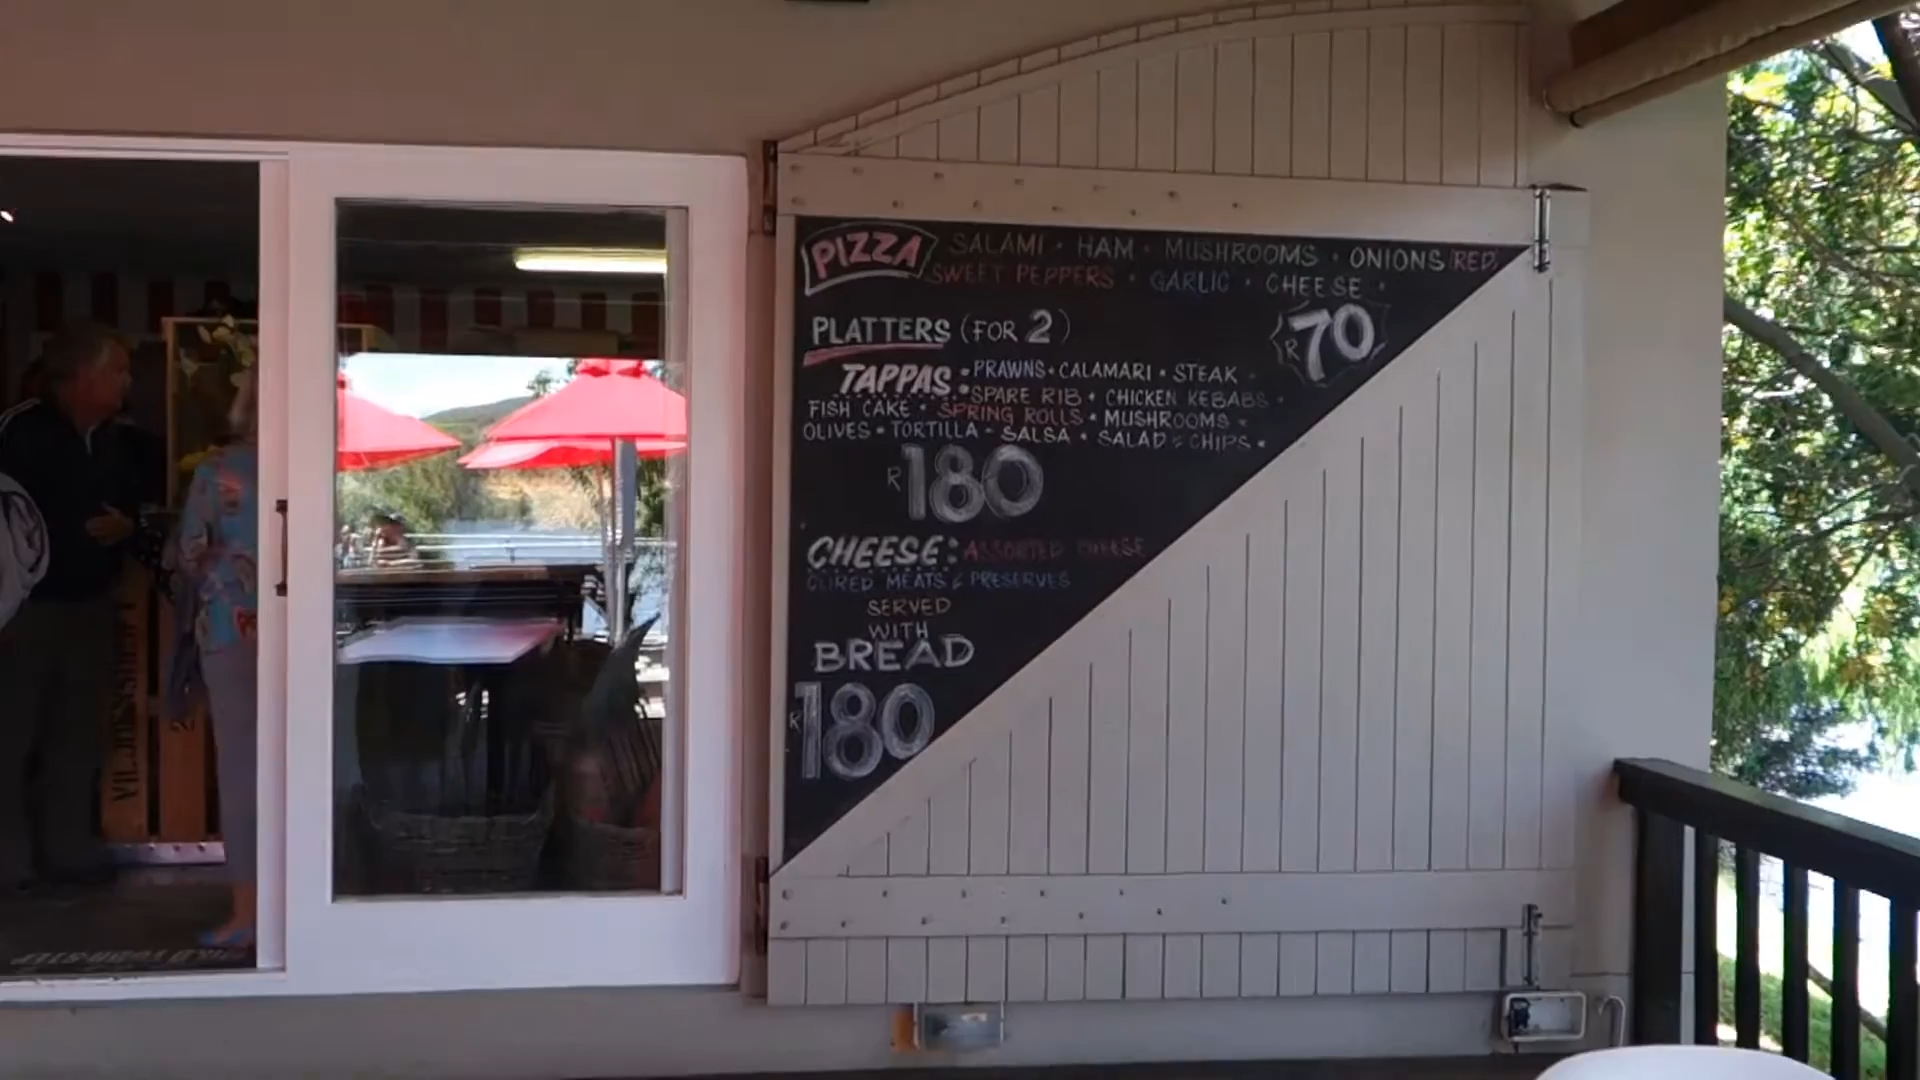 PIZZA SALAMI • HAM • MUSHROOMS • ONIONS (RED)
SWEET PEPPERS • GARLIC • CHEESE •
R70
PLATTERS (FOR 2)
TAPPAS • PRAWNS • CALAMARI • STEAK •
• SPARE RIB • CHICKEN KEBABS •
FISH CAKE • SPRING ROLLS • MUSHROOMS •
OLIVES • TORTILLA • SALSA • SALAD & CHIPS •
R180
CHEESE: ASSORTED CHEESE
CURED MEATS & PRESERVES
SERVED
WITH
BREAD
R180